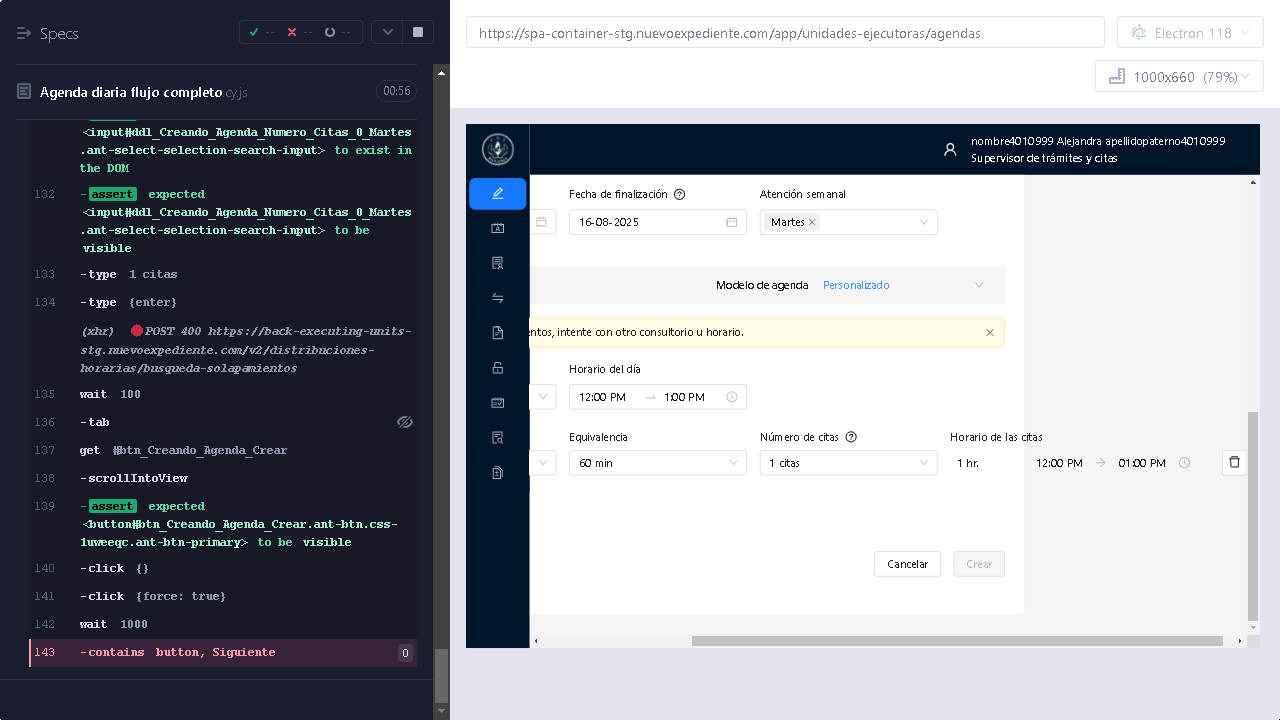 Specs
--
--
--
https://spa-container-stg.nuevoexpediente.com/app/unidades-ejecutoras/agendas
Electron 118
1000x660 (79%)
Agenda diaria flujo completo cy.js
00:56
<input#ddl_Creando_Agenda_Numero_Citas_0_Martes
.ant-select-selection-search-input> to exist in
the DOM
132 -assert expected
<input#ddl_Creando_Agenda_Numero_Citas_0_Martes
.ant-select-selection-search-input> to be
visible
133 -type 1 citas
134 -type {enter}
(xhr) POST 400 https://back-executing-units-
stg.nuevoexpediente.com/v2/distribuciones-
horarias/busqueda-solapamientos
135 wait 100
136 -tab
137 get #btn_Creando_Agenda_Crear
138 -scrollIntoView
139 -assert expected
<button#btn_Creando_Agenda_Crear.ant-btn.css-
1uweeqc.ant-btn-primary> to be visible
140 -click {}
141 -click {force: true}
142 wait 1000
143 -contains button, Siguiente 0
nombre4010999 Alejandra apellidopaterno4010999
Supervisor de trámites y citas
Fecha de finalización
Atención semanal
16-08-2025
Martes
Modelo de agenda Personalizado
entos, intente con otro consultorio u horario.
Horario del día
12:00 PM 1:00 PM
Equivalencia
Número de citas
Horario de las citas
60 min
1 citas
1 hr.
12:00 PM
01:00 PM
Cancelar
Crear